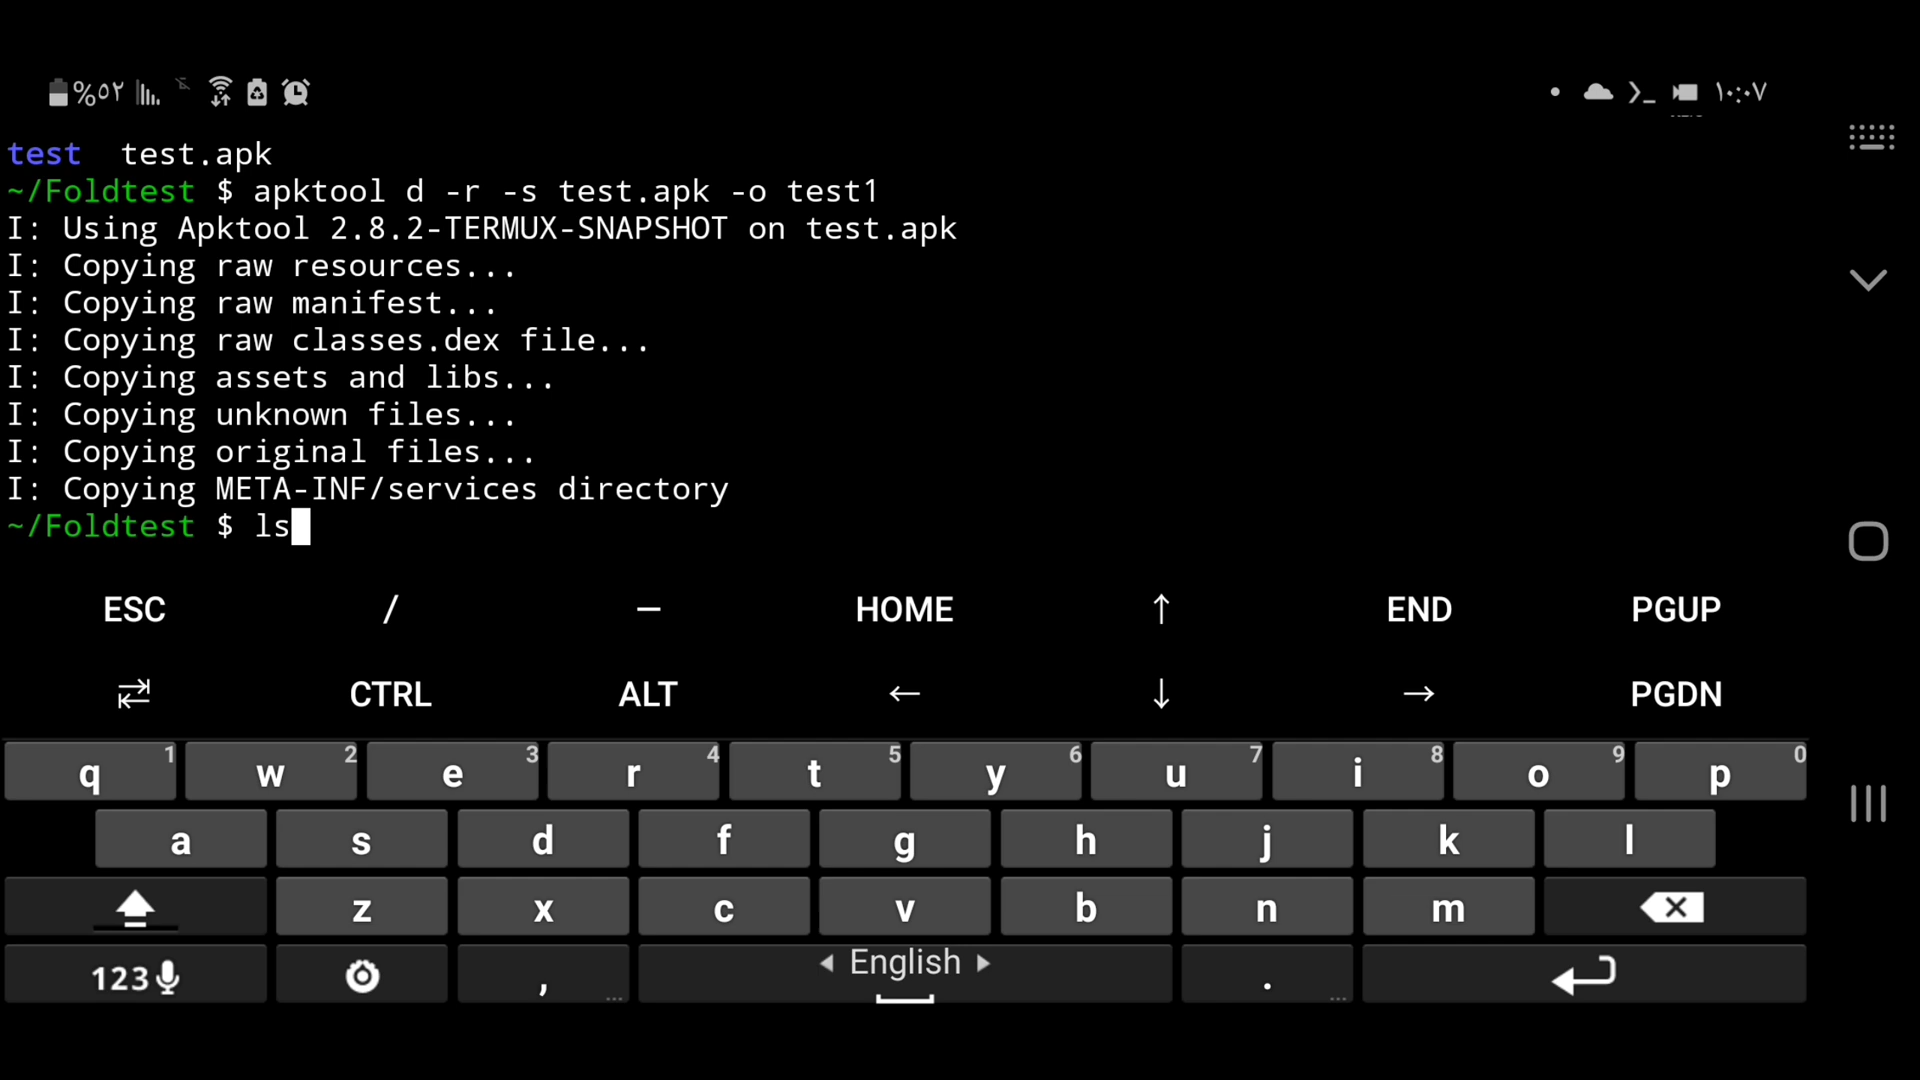 %٥٢ ١٠:٠٧
test test.apk
~/Foldtest $ apktool d -r -s test.apk -o test1
I: Using Apktool 2.8.2-TERMUX-SNAPSHOT on test.apk
I: Copying raw resources...
I: Copying raw manifest...
I: Copying raw classes.dex file...
I: Copying assets and libs...
I: Copying unknown files...
I: Copying original files...
I: Copying META-INF/services directory
~/Foldtest $ ls
ESC / — HOME ↑ END PGUP
⇄ CTRL ALT ← ↓ → PGDN
q 1 w 2 e 3 r 4 t 5 y 6 u 7 i 8 o 9 p 0
a s d f g h j k l
z x c v b n m
123 , ... English . ...